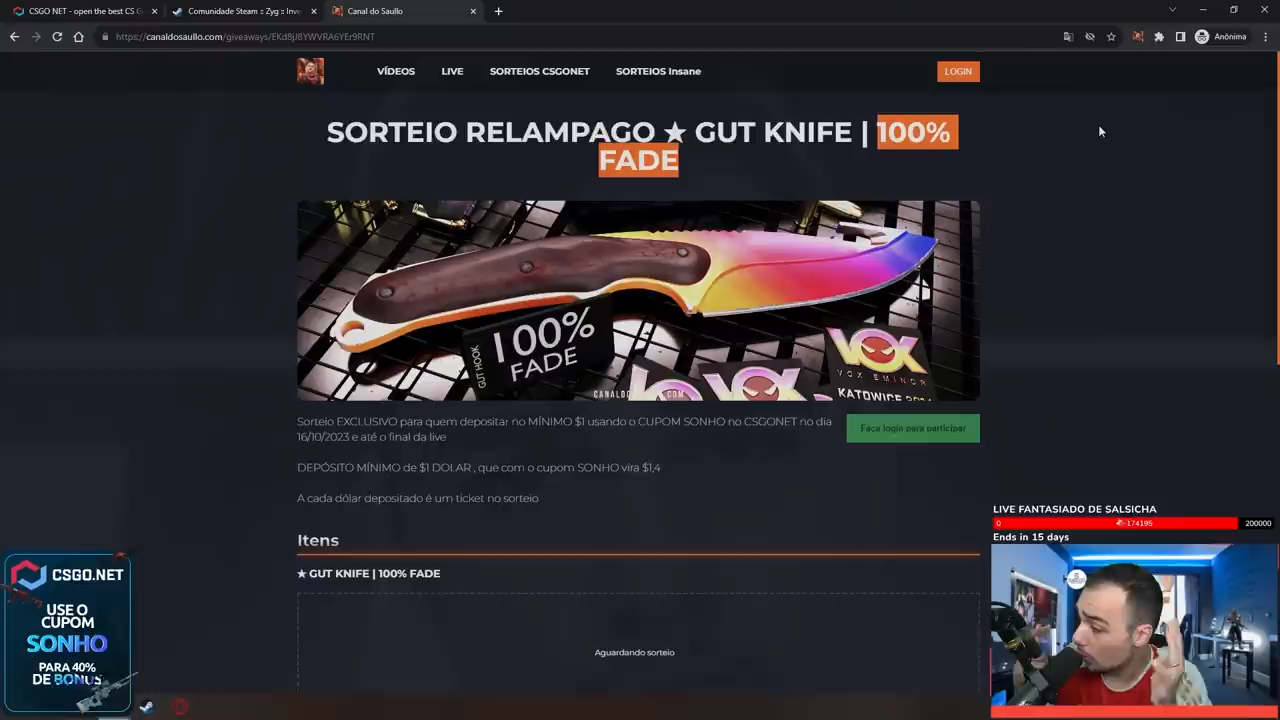 CSGO NET - open the best CS G
Comunidade Steam :: Zyg :: Inve
Canal do Saullo
https://canaldosaullo.com/giveaways/EKd8jJ8YWVRA6YEr9RNT
Anônima
VÍDEOS
LIVE
SORTEIOS CSGONET
SORTEIOS Insane
LOGIN
SORTEIO RELAMPAGO ★ GUT KNIFE | 100%
FADE
GUT HOOK
100%
FADE
VOX
VOX EMINOR
KATOWICE 2014
Sorteio EXCLUSIVO para quem depositar no MÍNIMO $1 usando o CUPOM SONHO no CSGONET no dia
16/10/2023 e até o final da live
Faça login para participar
DEPÓSITO MÍNIMO de $1 DOLAR , que com o cupom SONHO vira $1,4
A cada dólar depositado é um ticket no sorteio
Itens
★ GUT KNIFE | 100% FADE
Aguardando sorteio
LIVE FANTASIADO DE SALSICHA
0
174195
200000
Ends in 15 days
CSGO.NET
USE O
CUPOM
SONHO
PARA 40%
DE BONUS